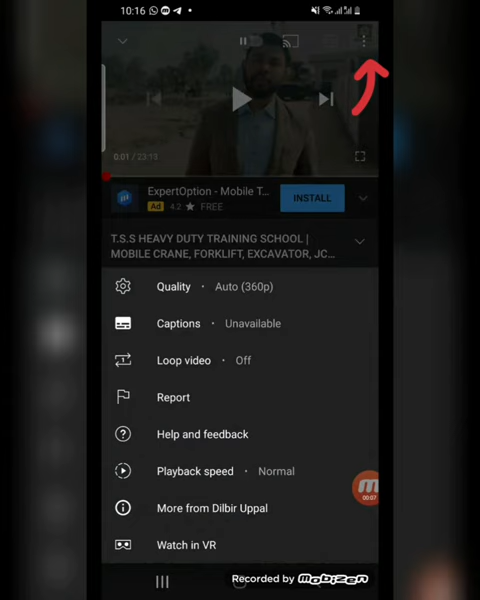 10:16
0:01 / 23:13
ExpertOption - Mobile T...
Ad 4.2 ★ FREE
INSTALL
T.S.S HEAVY DUTY TRAINING SCHOOL |
MOBILE CRANE, FORKLIFT, EXCAVATOR, JC...
Quality · Auto (360p)
Captions · Unavailable
Loop video · Off
Report
Help and feedback
Playback speed · Normal
00:07
More from Dilbir Uppal
Watch in VR
Recorded by mobizen